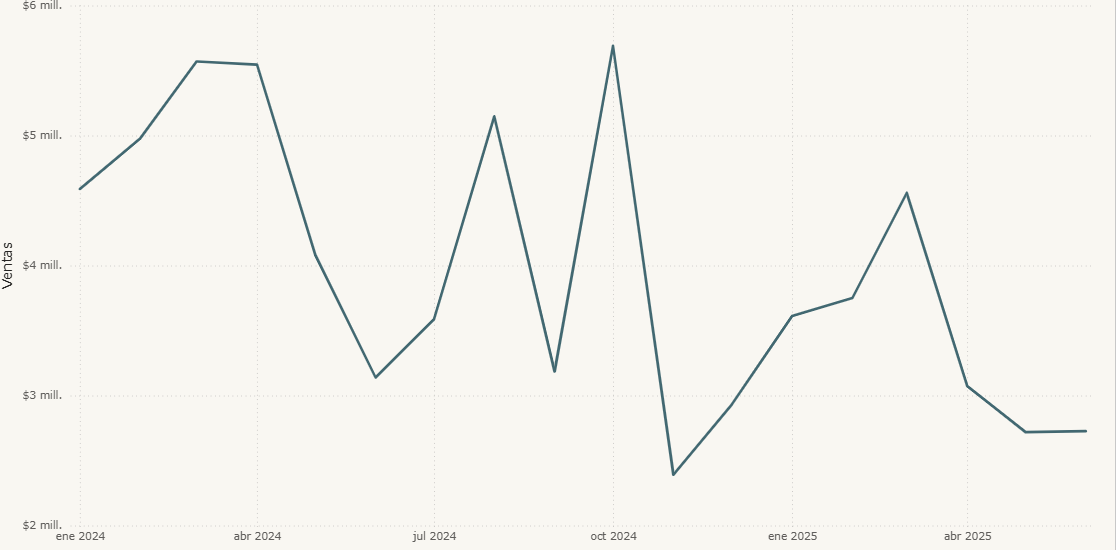 $6 mill.
$5 mill.
$4 mill.
$3 mill.
$2 mill.
Ventas
ene 2024
abr 2024
jul 2024
oct 2024
ene 2025
abr 2025